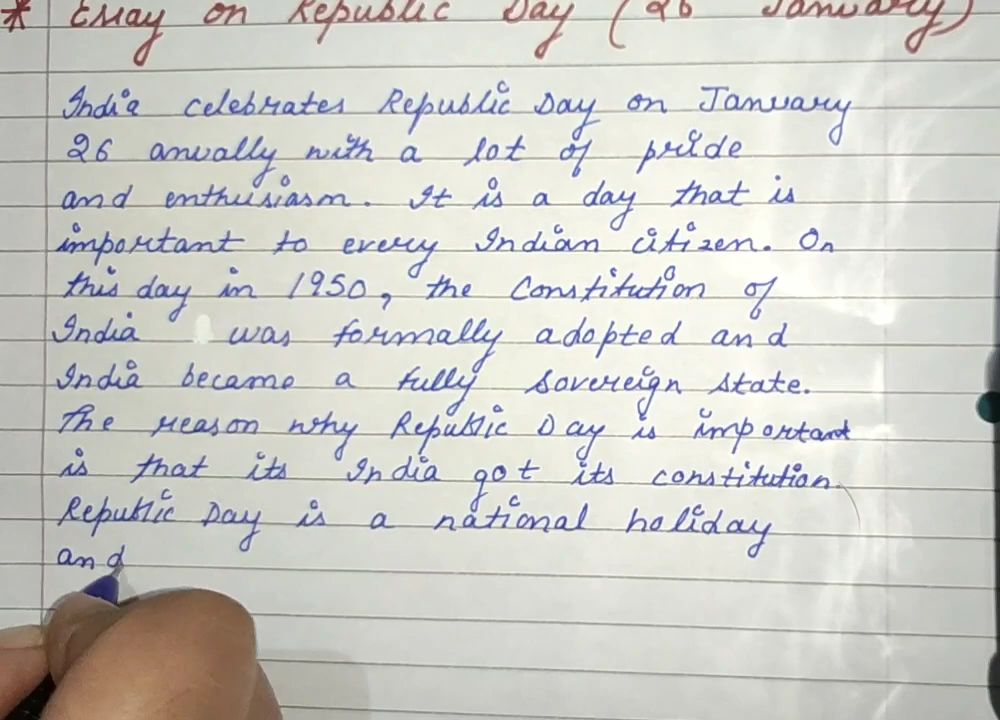 * Essay on Republic Day (26 January)
India celebrates Republic Day on January
26 anually with a lot of pride
and enthusiasm. It is a day that is
important to every Indian citizen. On
this day in 1950, the Constitution of
India was formally adopted and
India became a fully sovereign state.
The reason why Republic Day is important
is that its India got its constitution.
Republic Day is a national holiday
and